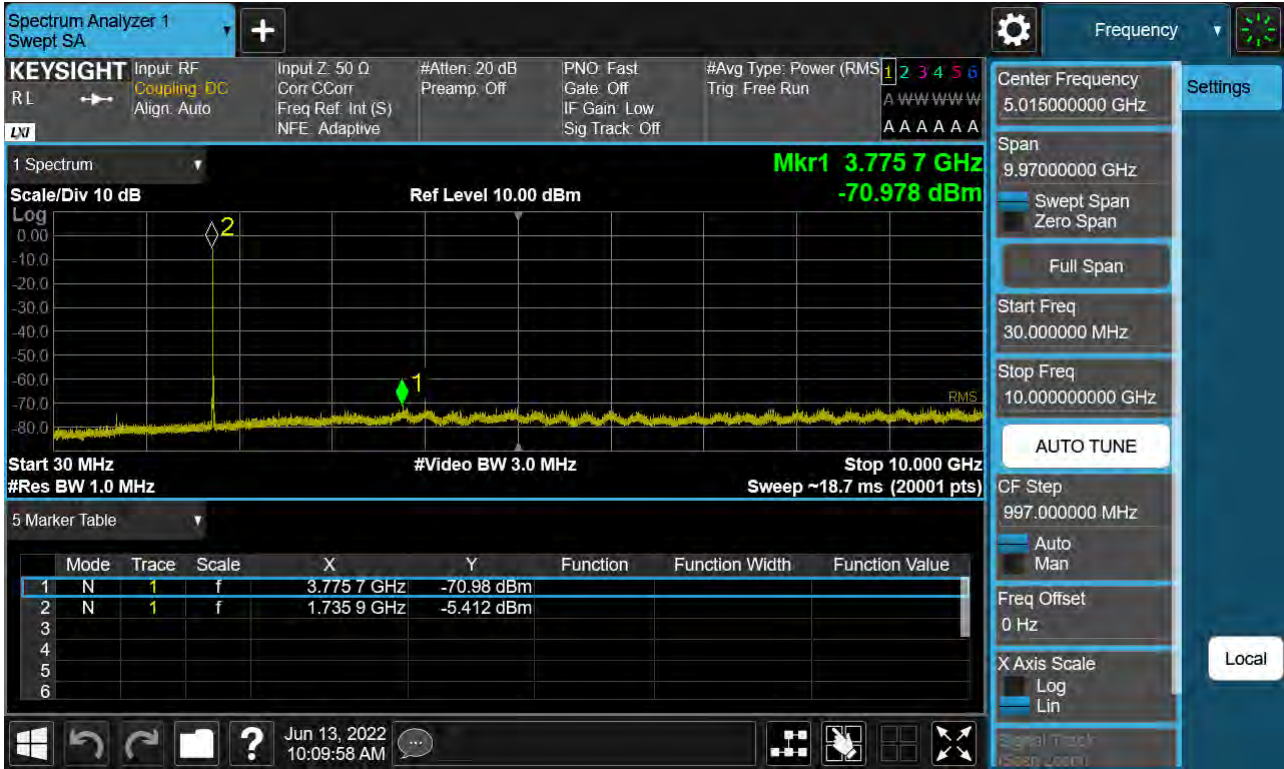 Spectrum Analyzer 1
Swept SA
+
Frequency
KEYSIGHT
RL
LXI
Input: RF
Coupling: DC
Align: Auto
Input Z: 50 Ω
Corr CCorr
Freq Ref: Int (S)
NFE: Adaptive
#Atten: 20 dB
Preamp: Off
PNO: Fast
Gate: Off
IF Gain: Low
Sig Track: Off
#Avg Type: Power (RMS
Trig: Free Run
1 2 3 4 5 6
A W W W W W
A A A A A A
1 Spectrum
Mkr1 3.775 7 GHz
-70.978 dBm
Scale/Div 10 dB
Ref Level 10.00 dBm
Log
0.00
-10.0
-20.0
-30.0
-40.0
-50.0
-60.0
-70.0
-80.0
2
1
RMS
Start 30 MHz
#Video BW 3.0 MHz
Stop 10.000 GHz
#Res BW 1.0 MHz
Sweep ~18.7 ms (20001 pts)
5 Marker Table
Mode Trace Scale X Y Function Function Width Function Value
1 N 1 f 3.775 7 GHz -70.98 dBm
2 N 1 f 1.735 9 GHz -5.412 dBm
3
4
5
6
Center Frequency
5.015000000 GHz
Span
9.97000000 GHz
Swept Span
Zero Span
Full Span
Start Freq
30.000000 MHz
Stop Freq
10.000000000 GHz
AUTO TUNE
CF Step
997.000000 MHz
Auto
Man
Freq Offset
0 Hz
X Axis Scale
Log
Lin
Signal Track
(Span Zoom)
Settings
Local
?
Jun 13, 2022
10:09:58 AM